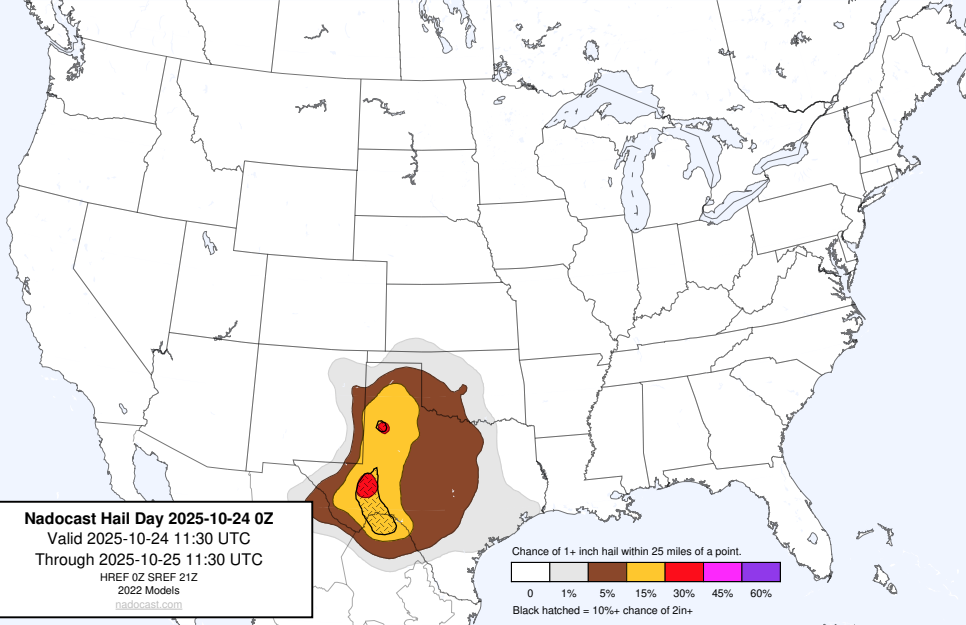 Nadocast Hail Day 2025-10-24 0Z
Valid 2025-10-24 11:30 UTC
Through 2025-10-25 11:30 UTC
HREF 0Z SREF 21Z
2022 Models
nadocast.com
Chance of 1+ inch hail within 25 miles of a point.
0 1% 5% 15% 30% 45% 60%
Black hatched = 10%+ chance of 2in+